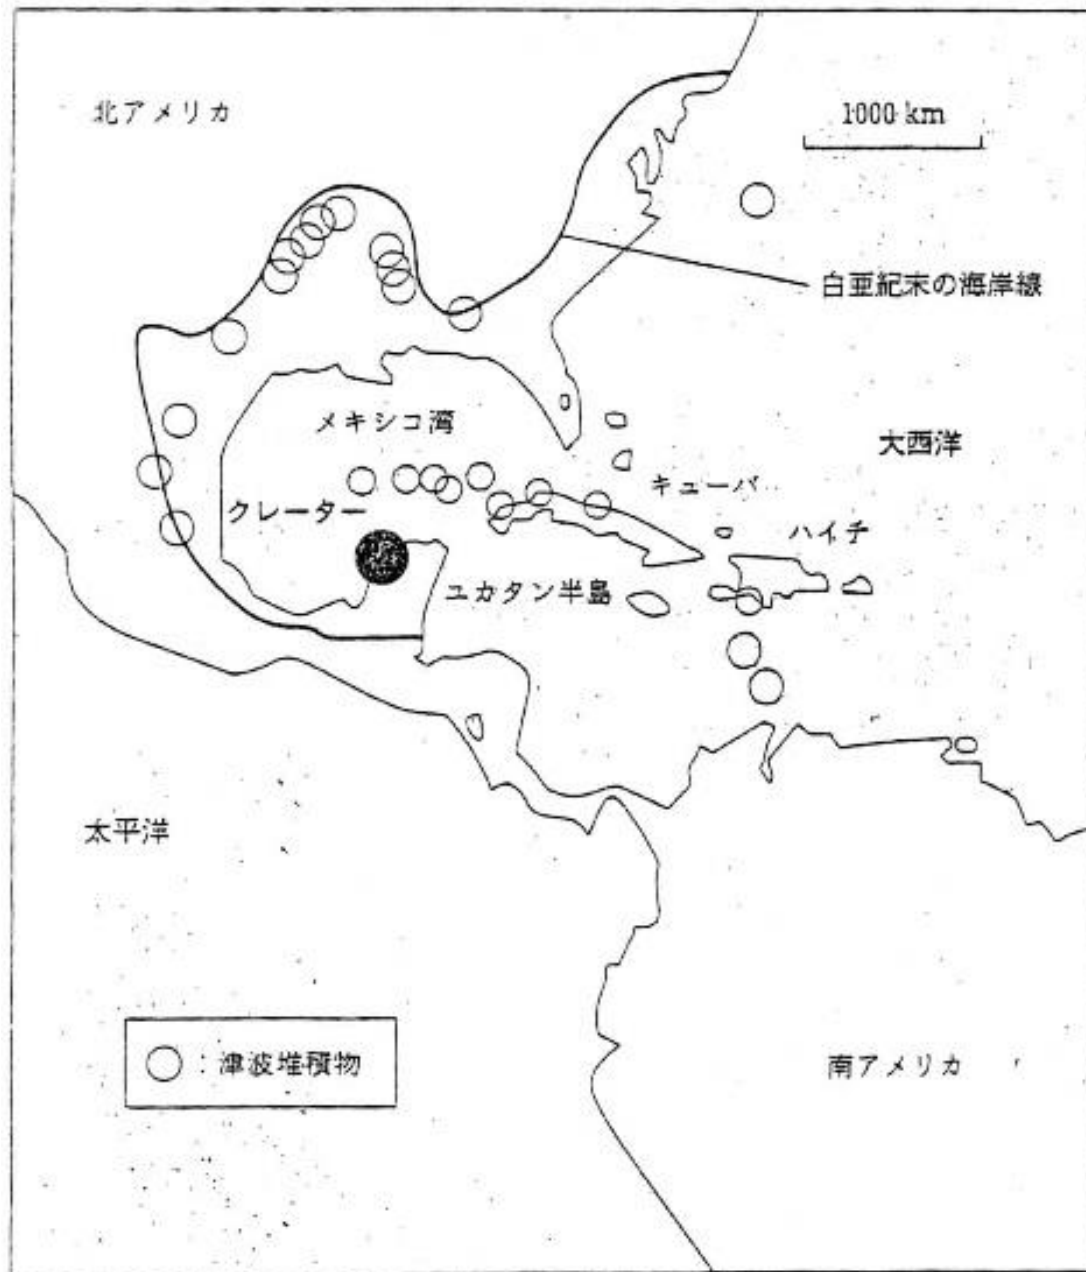 北アメリカ
1000 km
白亜紀末の海岸線
メキシコ湾
大西洋
キューバ
クレーター
ハイチ
ユカタン半島
太平洋
○:津波堆積物
南アメリカ